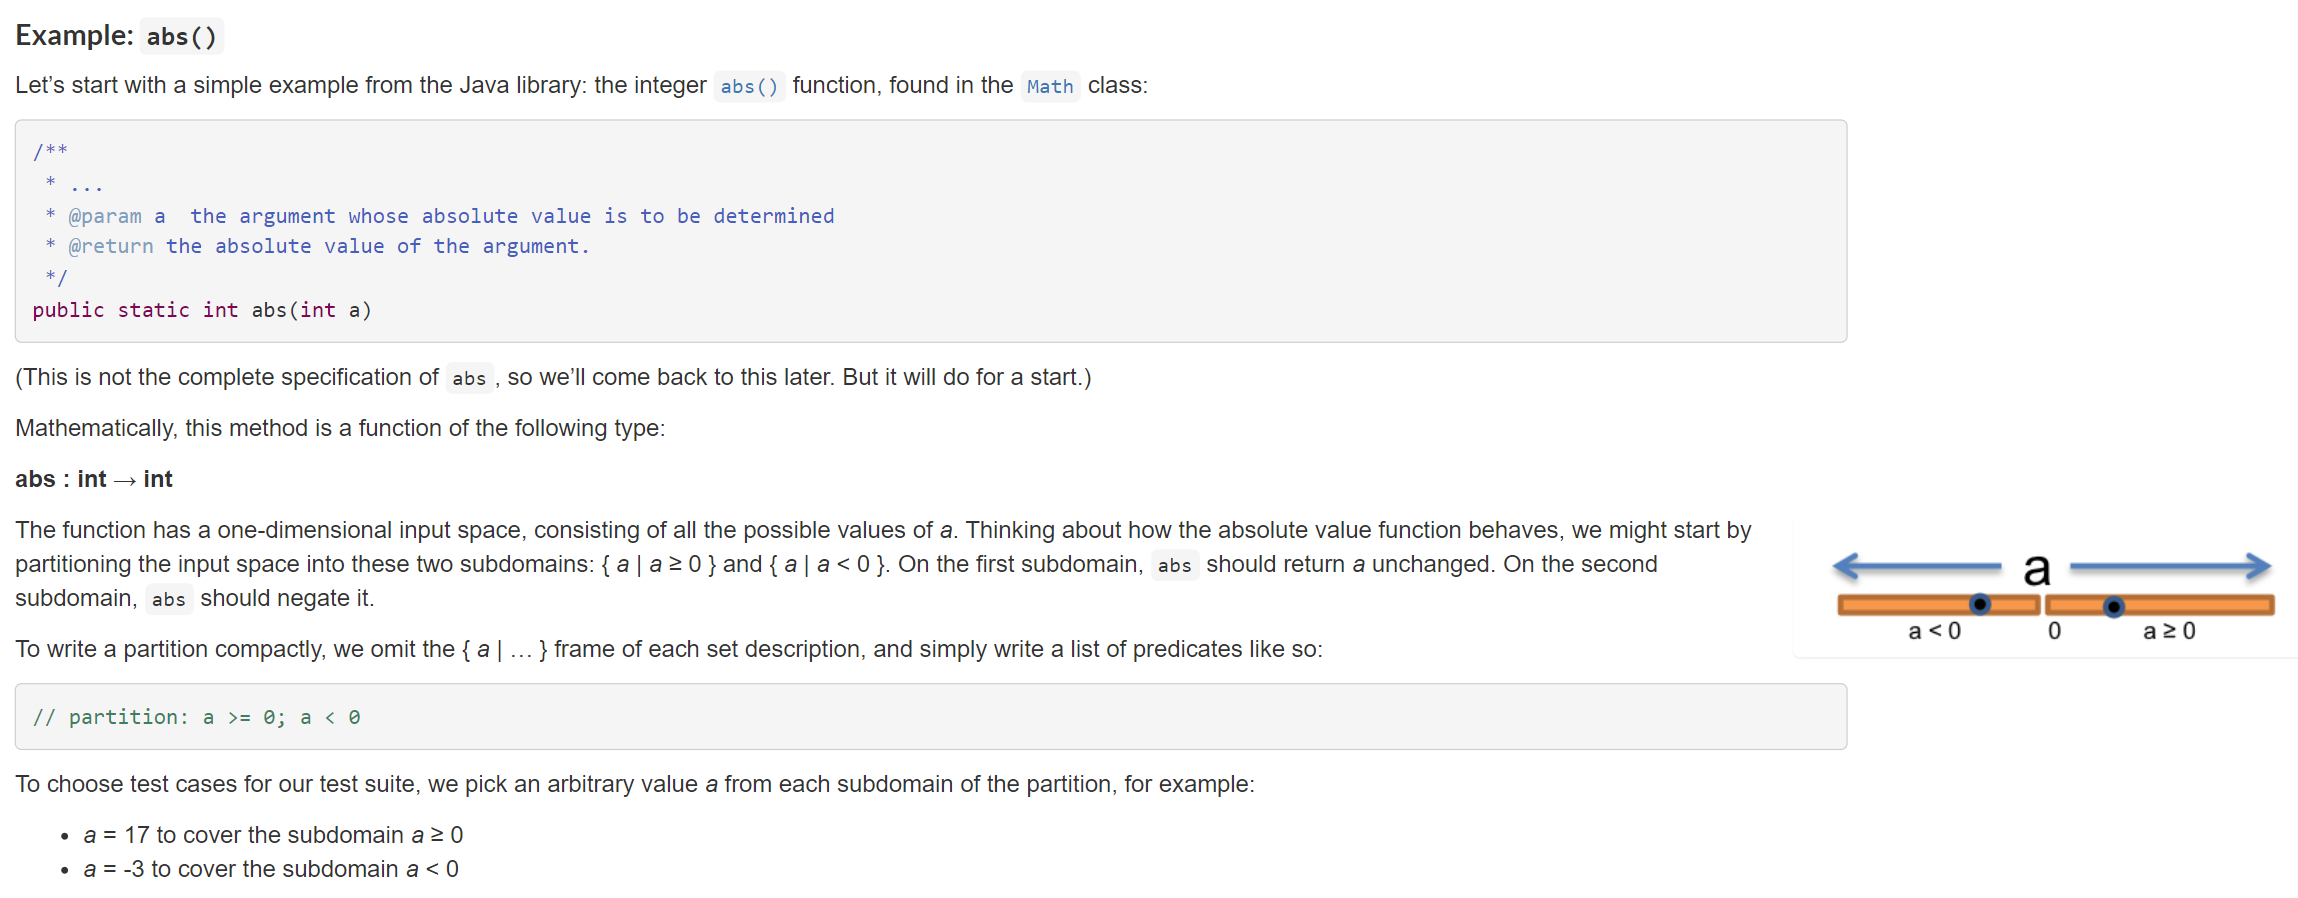 Example: abs()
Let’s start with a simple example from the Java library: the integer abs() function, found in the Math class:
/**
 * ...
 * @param a  the argument whose absolute value is to be determined
 * @return the absolute value of the argument.
 */
public static int abs(int a)
(This is not the complete specification of abs , so we’ll come back to this later. But it will do for a start.)
Mathematically, this method is a function of the following type:
abs : int → int
The function has a one-dimensional input space, consisting of all the possible values of a. Thinking about how the absolute value function behaves, we might start by
partitioning the input space into these two subdomains: { a | a ≥ 0 } and { a | a < 0 }. On the first subdomain, abs should return a unchanged. On the second
subdomain, abs should negate it.
a
a < 0 0 a ≥ 0
To write a partition compactly, we omit the { a | … } frame of each set description, and simply write a list of predicates like so:
// partition: a >= 0; a < 0
To choose test cases for our test suite, we pick an arbitrary value a from each subdomain of the partition, for example:
• a = 17 to cover the subdomain a ≥ 0
• a = -3 to cover the subdomain a < 0